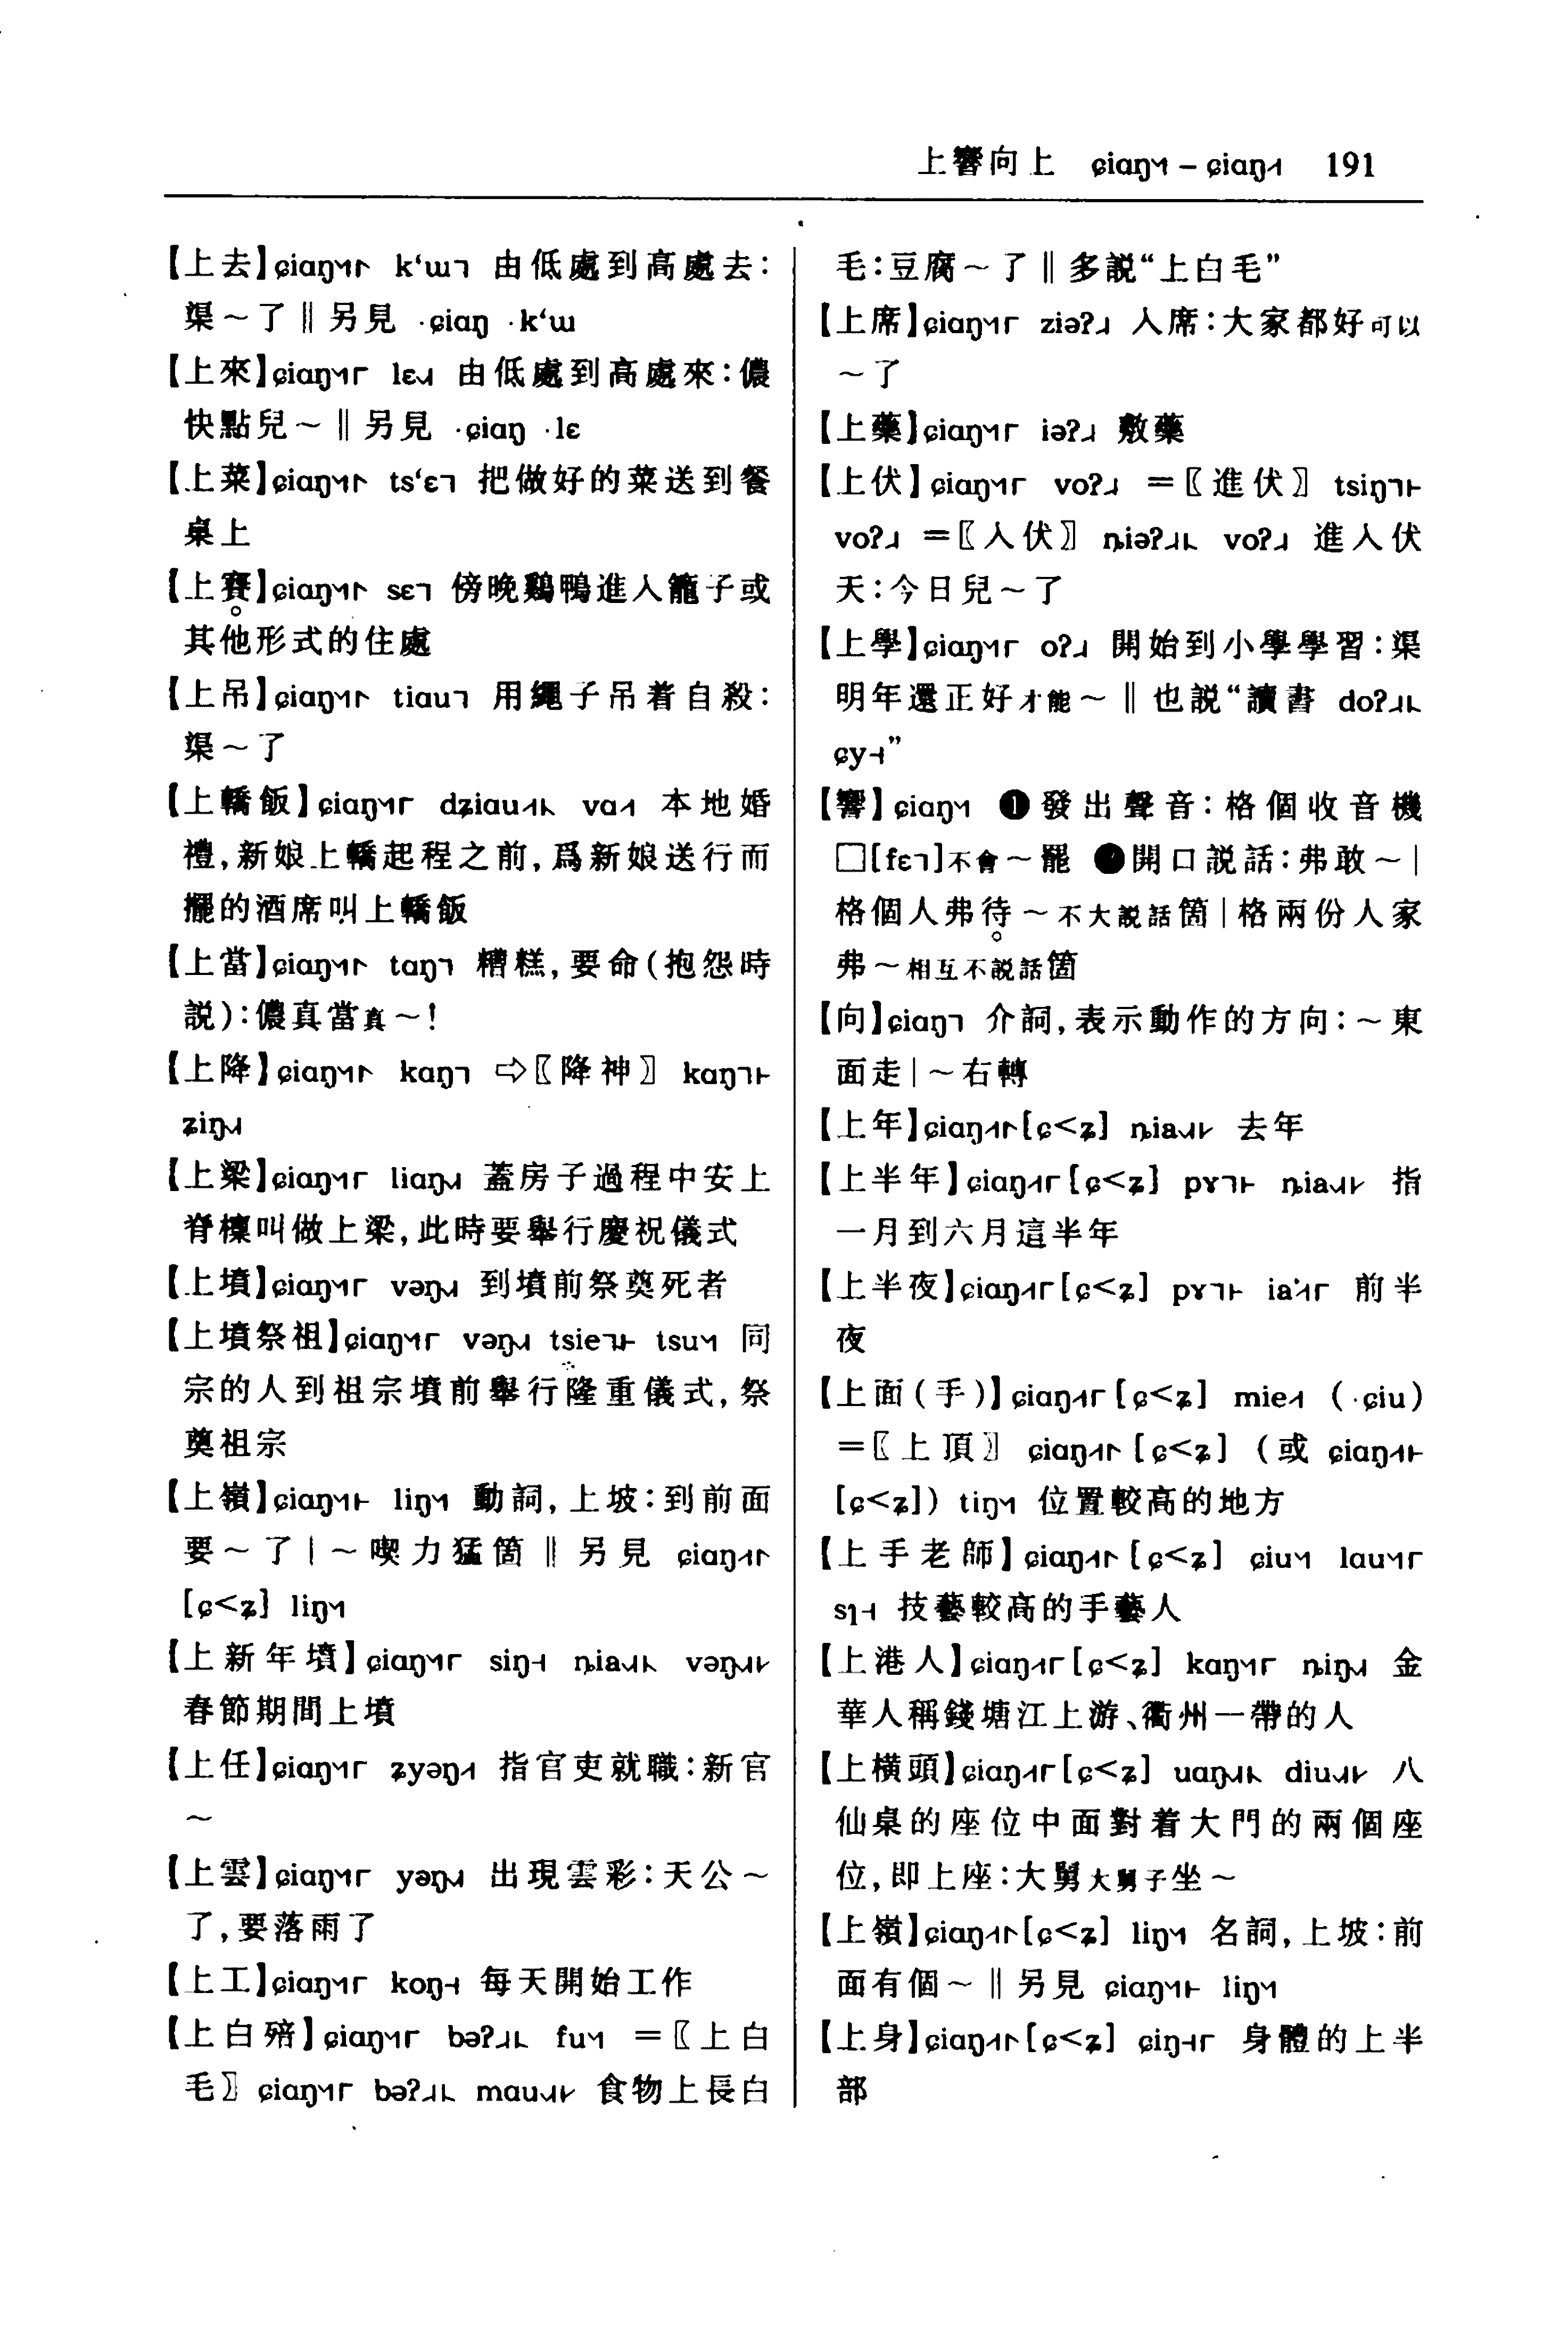 上響向上 ɕiaŋ˥˧˥ – ɕiaŋ˩˦ 191
【上去】ɕiaŋ˥˧˥꜒꜔ k‘ɯ˥ 由低處到高處去:
渠～了‖另見 ·ɕiaŋ ·k‘ɯ
【上來】ɕiaŋ˥˧˥꜒ lɛ˧˩˧ 由低處到高處來:儂
快點兒～‖另見 ·ɕiaŋ ·lɛ
【上菜】ɕiaŋ˥˧˥꜒꜔ ts‘ɛ˥ 把做好的菜送到餐
桌上
【上賽】ɕiaŋ˥˧˥꜒꜔ sɛ˥ 傍晚鷄鴨進入籠子或
其他形式的住處
【上吊】ɕiaŋ˥˧˥꜒꜔ tiau˥ 用繩子吊着自殺:
渠～了
【上轎飯】ɕiaŋ˥˧˥꜒ dʑiau˩˦꜕꜖ va˩˦ 本地婚
禮,新娘上轎起程之前,爲新娘送行而
擺的酒席叫上轎飯
【上當】ɕiaŋ˥˧˥꜒꜔ taŋ˥ 糟糕,要命(抱怨時
説):儂真當真～!
【上降】ɕiaŋ˥˧˥꜒꜔ kaŋ˥ ⇨〖降神〗 kaŋ˥꜔
ʑiŋ˧˩˧
【上梁】ɕiaŋ˥˧˥꜒ liaŋ˧˩˧ 蓋房子過程中安上
脊檁叫做上梁,此時要舉行慶祝儀式
【上墳】ɕiaŋ˥˧˥꜒ vəŋ˧˩˧ 到墳前祭奠死者
【上墳祭祖】ɕiaŋ˥˧˥꜒ vəŋ˧˩˧ tsie˥꜔ tsu˥˧˥ 同
宗的人到祖宗墳前舉行隆重儀式,祭
奠祖宗
【上嶺】ɕiaŋ˥˧˥꜔ liŋ˥˧˥ 動詞,上坡:到前面
要～了|～喫力猛箇‖另見 ɕiaŋ˩˦꜒꜔
[ɕ<ʑ] liŋ˥˧˥
【上新年墳】ɕiaŋ˥˧˥꜒ siŋ˧˧˦ ȵia˧˩˧꜕꜖ vəŋ˧˩˧꜖꜓
春節期間上墳
【上任】ɕiaŋ˥˧˥꜒ ʑyəŋ˩˦ 指官吏就職:新官
～
【上雲】ɕiaŋ˥˧˥꜒ yəŋ˧˩˧ 出現雲彩:天公～
了,要落雨了
【上工】ɕiaŋ˥˧˥꜒ koŋ˧˧˦ 每天開始工作
【上白殕】ɕiaŋ˥˧˥꜒ bəʔ˨˩˨꜕꜖ fu˥˧˥ =〖上白
毛〗 ɕiaŋ˥˧˥꜒ bəʔ˨˩˨꜕꜖ mau˧˩˧꜖꜓ 食物上長白
毛:豆腐～了‖多説“上白毛”
【上席】ɕiaŋ˥˧˥꜒ ziəʔ˨˩˨ 入席:大家都好可以
～了
【上藥】ɕiaŋ˥˧˥꜒ iəʔ˨˩˨ 敷藥
【上伏】ɕiaŋ˥˧˥꜒ voʔ˨˩˨ =〖進伏〗 tsiŋ˥꜔
voʔ˨˩˨ =〖入伏〗 ȵiəʔ˨˩˨꜕꜖ voʔ˨˩˨ 進入伏
天:今日兒～了
【上學】ɕiaŋ˥˧˥꜒ oʔ˨˩˨ 開始到小學學習:渠
明年還正好才能～‖也説“讀書 doʔ˨˩˨꜕꜖
ɕy˧˧˦”
【響】ɕiaŋ˥˧˥ ❶發出聲音:格個收音機
□[fɛ˥]不會～罷 ❷開口説話:弗敢～|
格個人弗待～不大説話箇|格兩份人家
弗～相互不説話箇
【向】ɕiaŋ˥ 介詞,表示動作的方向:～東
面走|～右轉
【上年】ɕiaŋ˩˦꜒꜔[ɕ<ʑ] ȵia˧˩˧꜖꜓ 去年
【上半年】ɕiaŋ˩˦꜒[ɕ<ʑ] pɤ˥꜔ ȵia˧˩˧꜖꜓ 指
一月到六月這半年
【上半夜】ɕiaŋ˩˦꜒[ɕ<ʑ] pɤ˥꜔ ia˩˦꜒ 前半
夜
【上面(手)】ɕiaŋ˩˦꜒[ɕ<ʑ] mie˩˦ (·ɕiu)
=〖上頂〗 ɕiaŋ˩˦꜒꜔[ɕ<ʑ] (或 ɕiaŋ˩˦꜔
[ɕ<ʑ]) tiŋ˥˧˥ 位置較高的地方
【上手老師】ɕiaŋ˩˦꜒꜔[ɕ<ʑ] ɕiu˥˧˥ lau˥˧˥꜒
sɿ˧˧˦ 技藝較高的手藝人
【上港人】ɕiaŋ˩˦꜒[ɕ<ʑ] kaŋ˥˧˥꜒ ȵiŋ˧˩˧ 金
華人稱錢塘江上游、衢州一帶的人
【上横頭】ɕiaŋ˩˦꜒[ɕ<ʑ] uaŋ˧˩˧꜕꜖ diu˧˩˧꜖꜓ 八
仙桌的座位中面對着大門的兩個座
位,即上座:大舅大舅子坐～
【上嶺】ɕiaŋ˩˦꜒꜔[ɕ<ʑ] liŋ˥˧˥ 名詞,上坡:前
面有個～‖另見 ɕiaŋ˥˧˥꜔ liŋ˥˧˥
【上身】ɕiaŋ˩˦꜒꜔[ɕ<ʑ] ɕiŋ˧˧˦꜒ 身體的上半
部